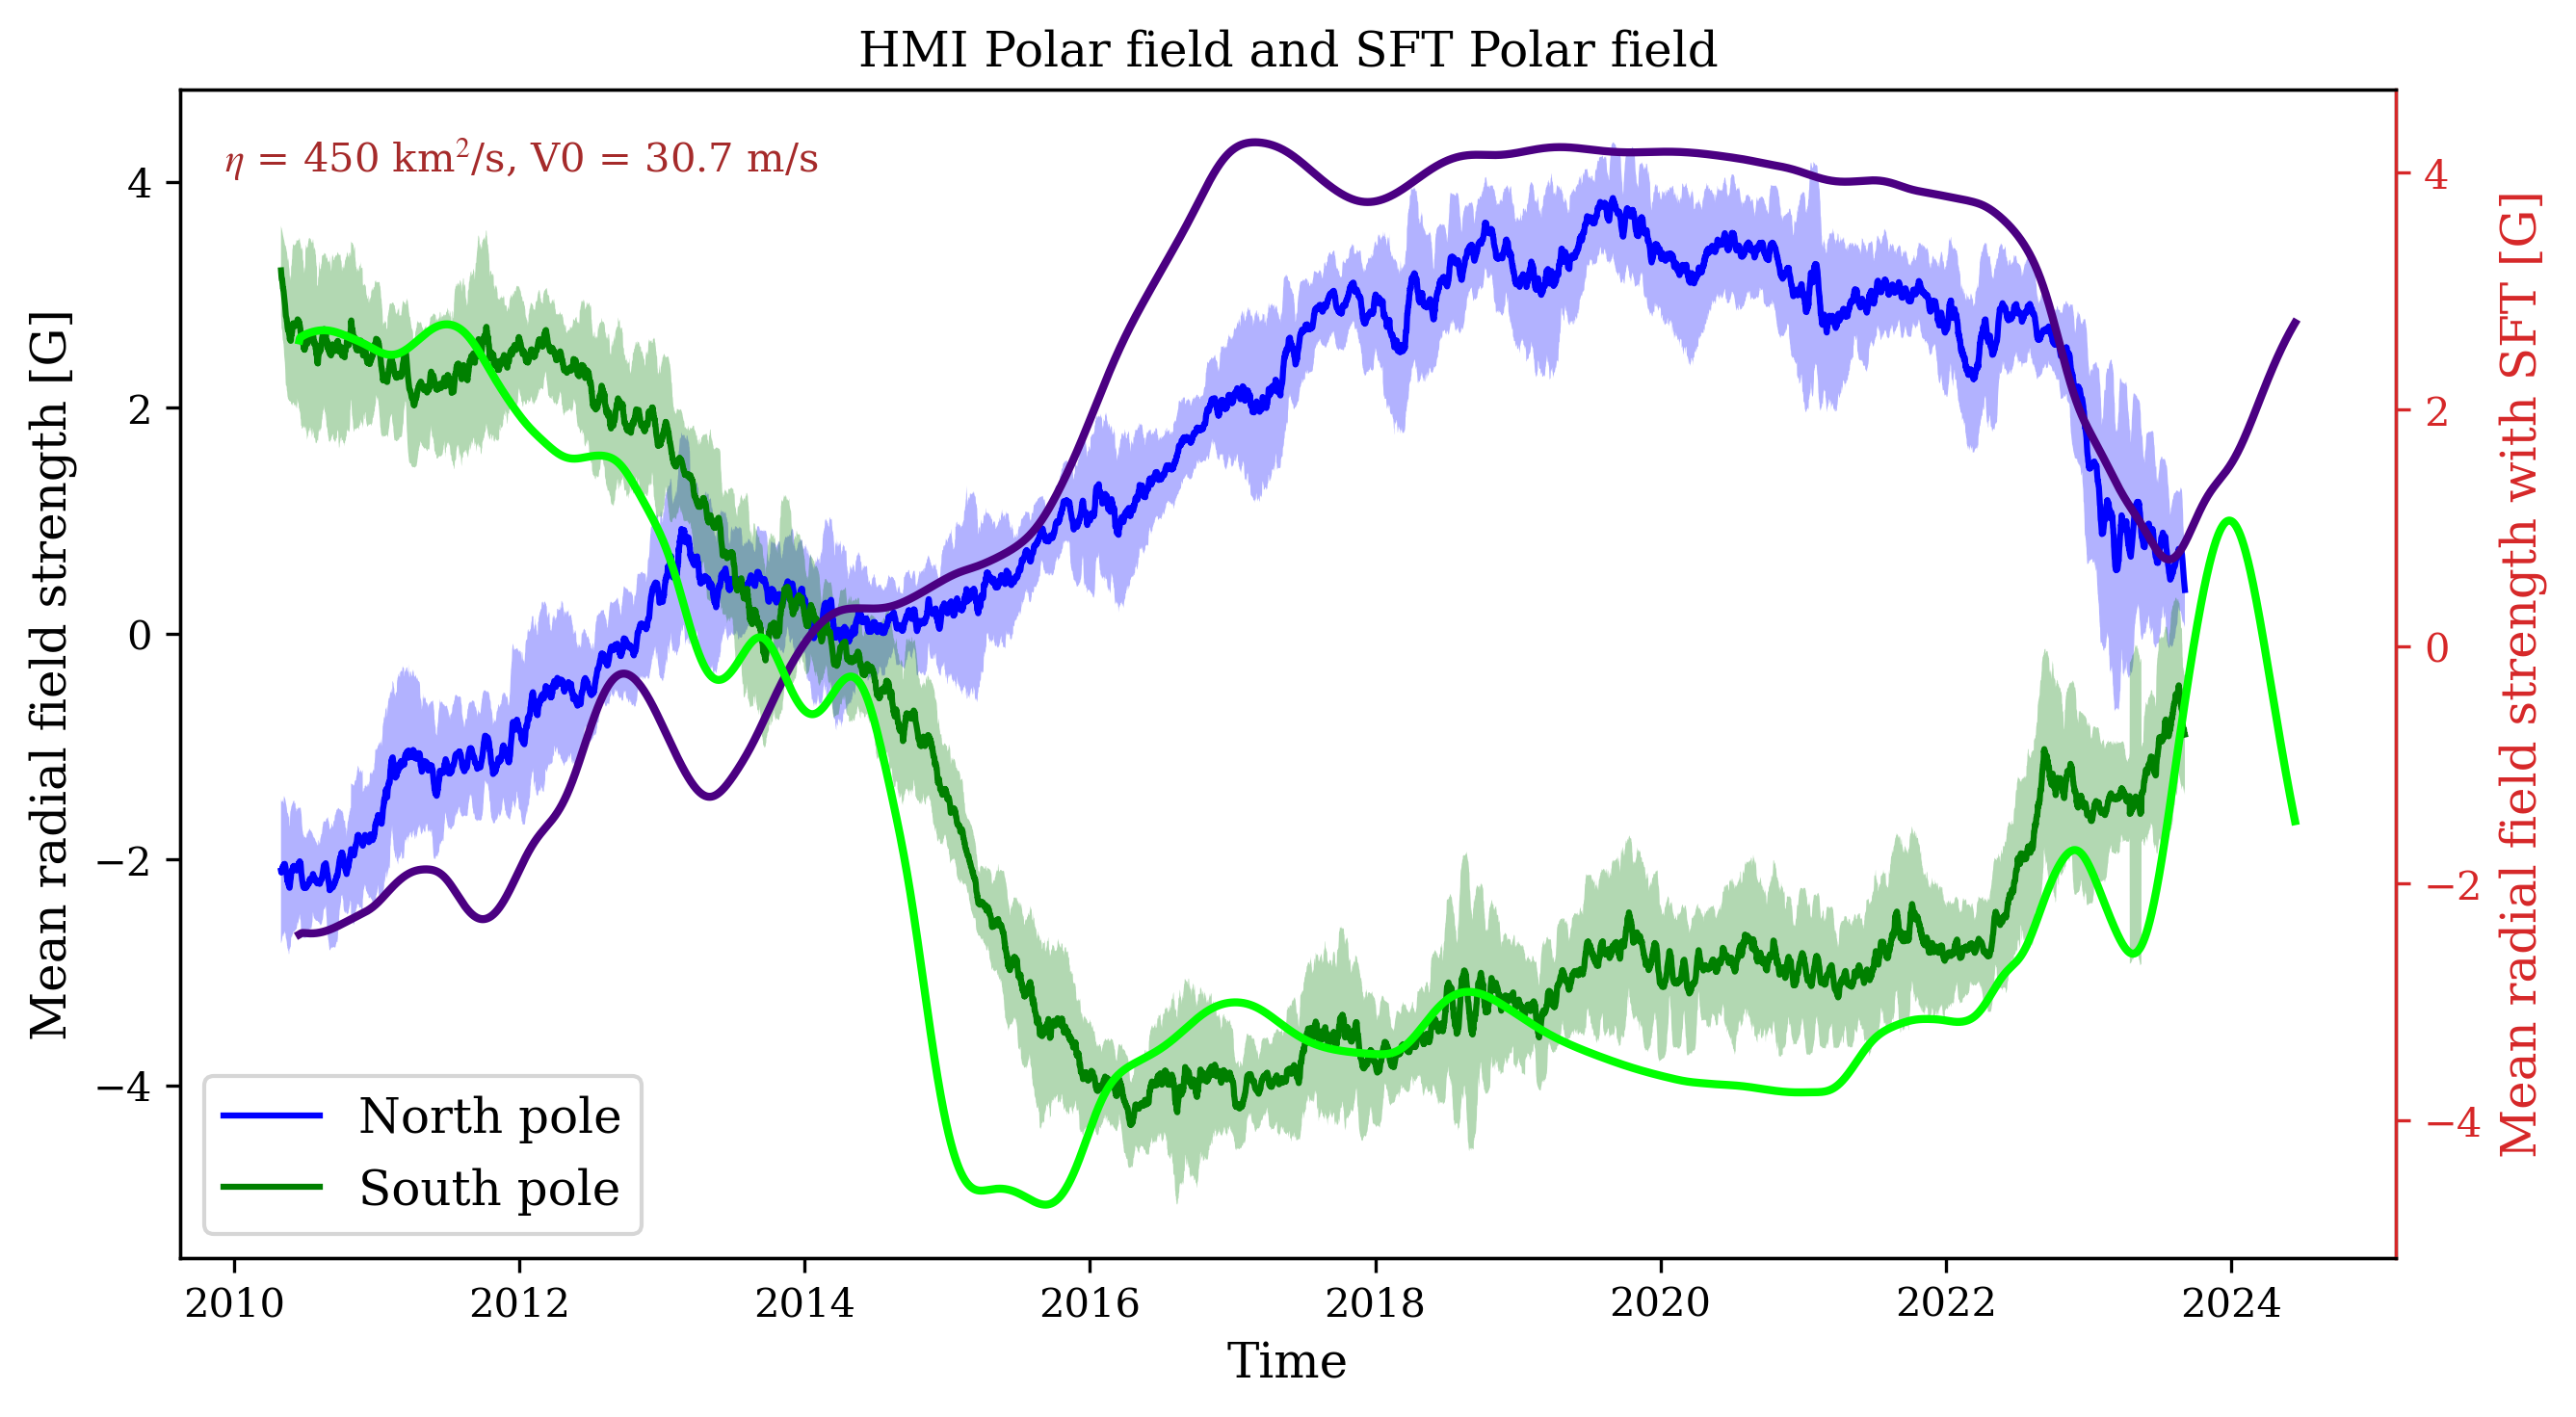 HMI Polar field and SFT Polar field
η = 450 km²/s, V0 = 30.7 m/s
Mean radial field strength [G]
4
2
0
−2
−4
4
2
0
−2
−4
Mean radial field strength with SFT [G]
North pole
South pole
2010 2012 2014 2016 2018 2020 2022 2024
Time